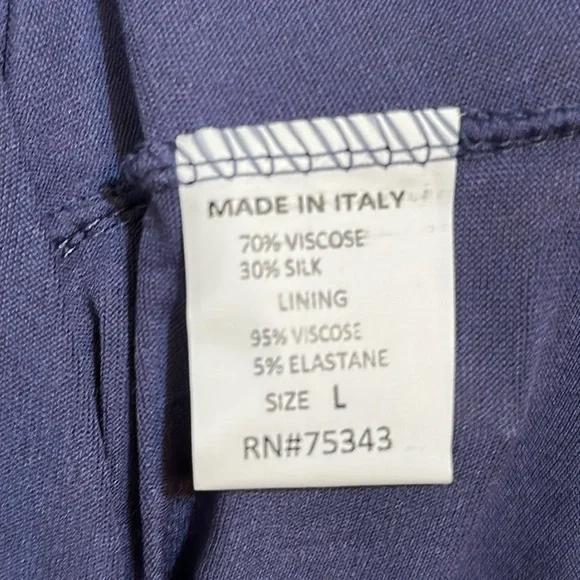 MADE IN ITALY
70% VISCOSE
30% SILK
LINING
95% VISCOSE
5% ELASTANE
SIZE L
RN#75343